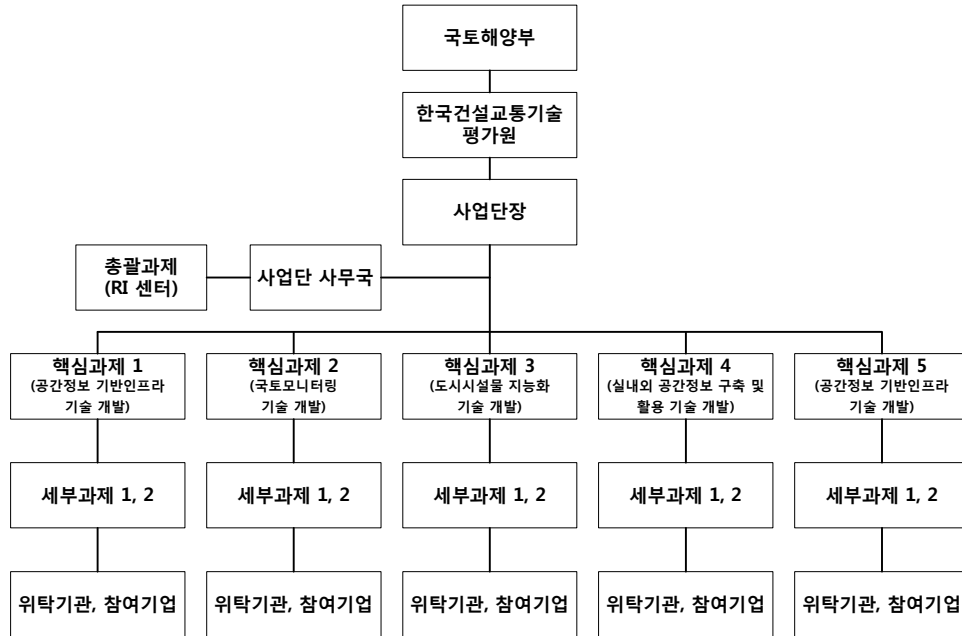 국토해양부
한국건설교통기술
평가원
사업단장
총괄과제
(RI 센터)
사업단 사무국
핵심과제 1
(공간정보 기반인프라
기술 개발)
핵심과제 2
(국토모니터링
기술 개발)
핵심과제 3
(도시시설물 지능화
기술 개발)
핵심과제 4
(실내외 공간정보 구축 및
활용 기술 개발)
핵심과제 5
(공간정보 기반인프라
기술 개발)
세부과제 1, 2
세부과제 1, 2
세부과제 1, 2
세부과제 1, 2
세부과제 1, 2
위탁기관, 참여기업
위탁기관, 참여기업
위탁기관, 참여기업
위탁기관, 참여기업
위탁기관, 참여기업